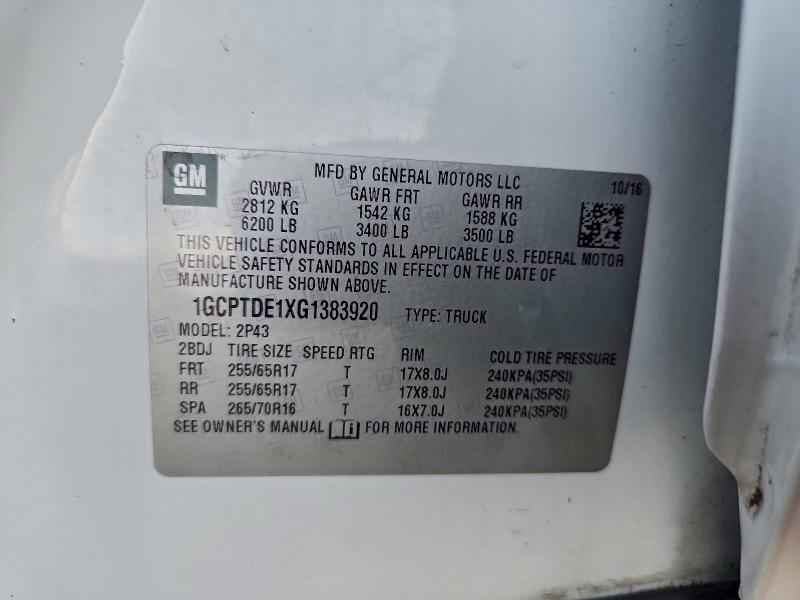 GM
MFD BY GENERAL MOTORS LLC 10/16
GVWR GAWR FRT GAWR RR
2812 KG 1542 KG 1588 KG
6200 LB 3400 LB 3500 LB
THIS VEHICLE CONFORMS TO ALL APPLICABLE U.S. FEDERAL MOTOR
VEHICLE SAFETY STANDARDS IN EFFECT ON THE DATE OF
MANUFACTURE SHOWN ABOVE.
1GCPTDE1XG1383920 TYPE: TRUCK
MODEL: 2P43
2BDJ TIRE SIZE SPEED RTG RIM COLD TIRE PRESSURE
FRT 255/65R17 T 17X8.0J 240KPA(35PSI)
RR 255/65R17 T 17X8.0J 240KPA(35PSI)
SPA 265/70R16 T 16X7.0J 240KPA(35PSI)
SEE OWNER'S MANUAL FOR MORE INFORMATION.